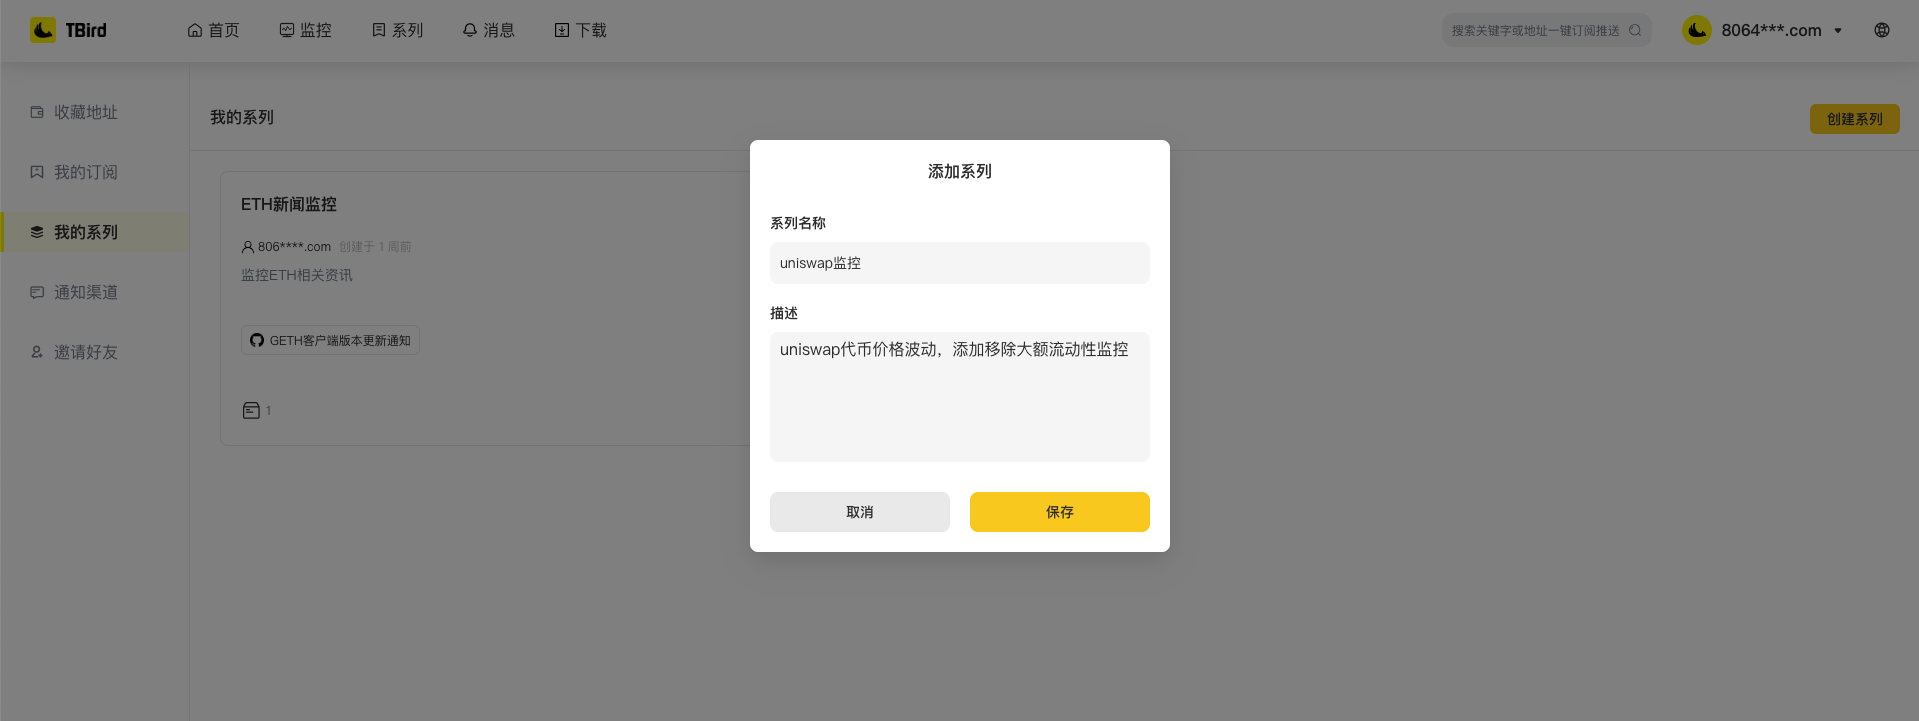 TBird
首页
监控
系列
消息
下载
搜索关键字或地址一键订阅推送
8064***.com
收藏地址
我的订阅
我的系列
通知渠道
邀请好友
我的系列
创建系列
ETH新闻监控
806****.com 创建于 1 周前
监控ETH相关资讯
GETH客户端版本更新通知
1
添加系列
系列名称
uniswap监控
描述
uniswap代币价格波动，添加移除大额流动性监控
取消
保存